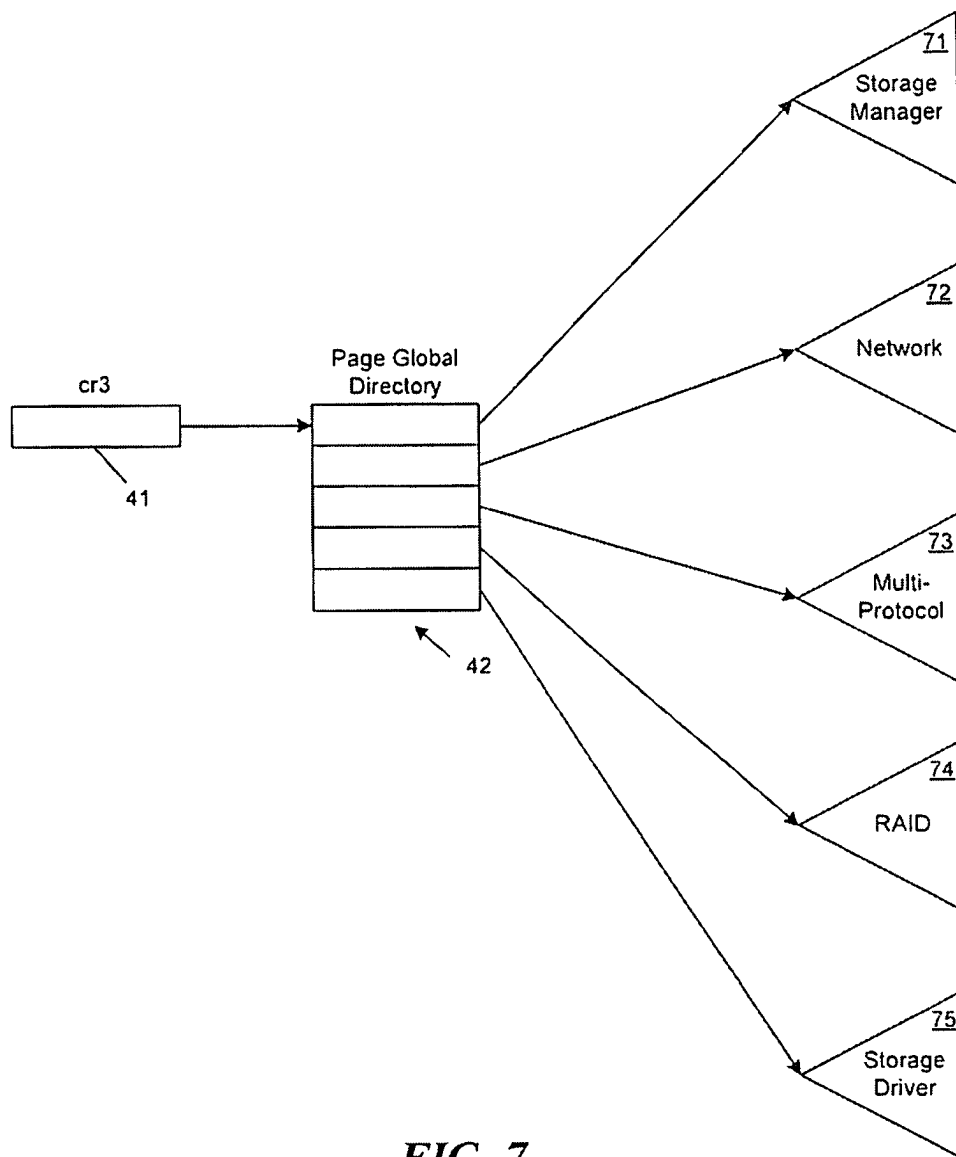 71
Storage
Manager
72
Network
Page Global
Directory
cr3
41
42
73
Multi-
Protocol
74
RAID
75
Storage
Driver
FIG. 7